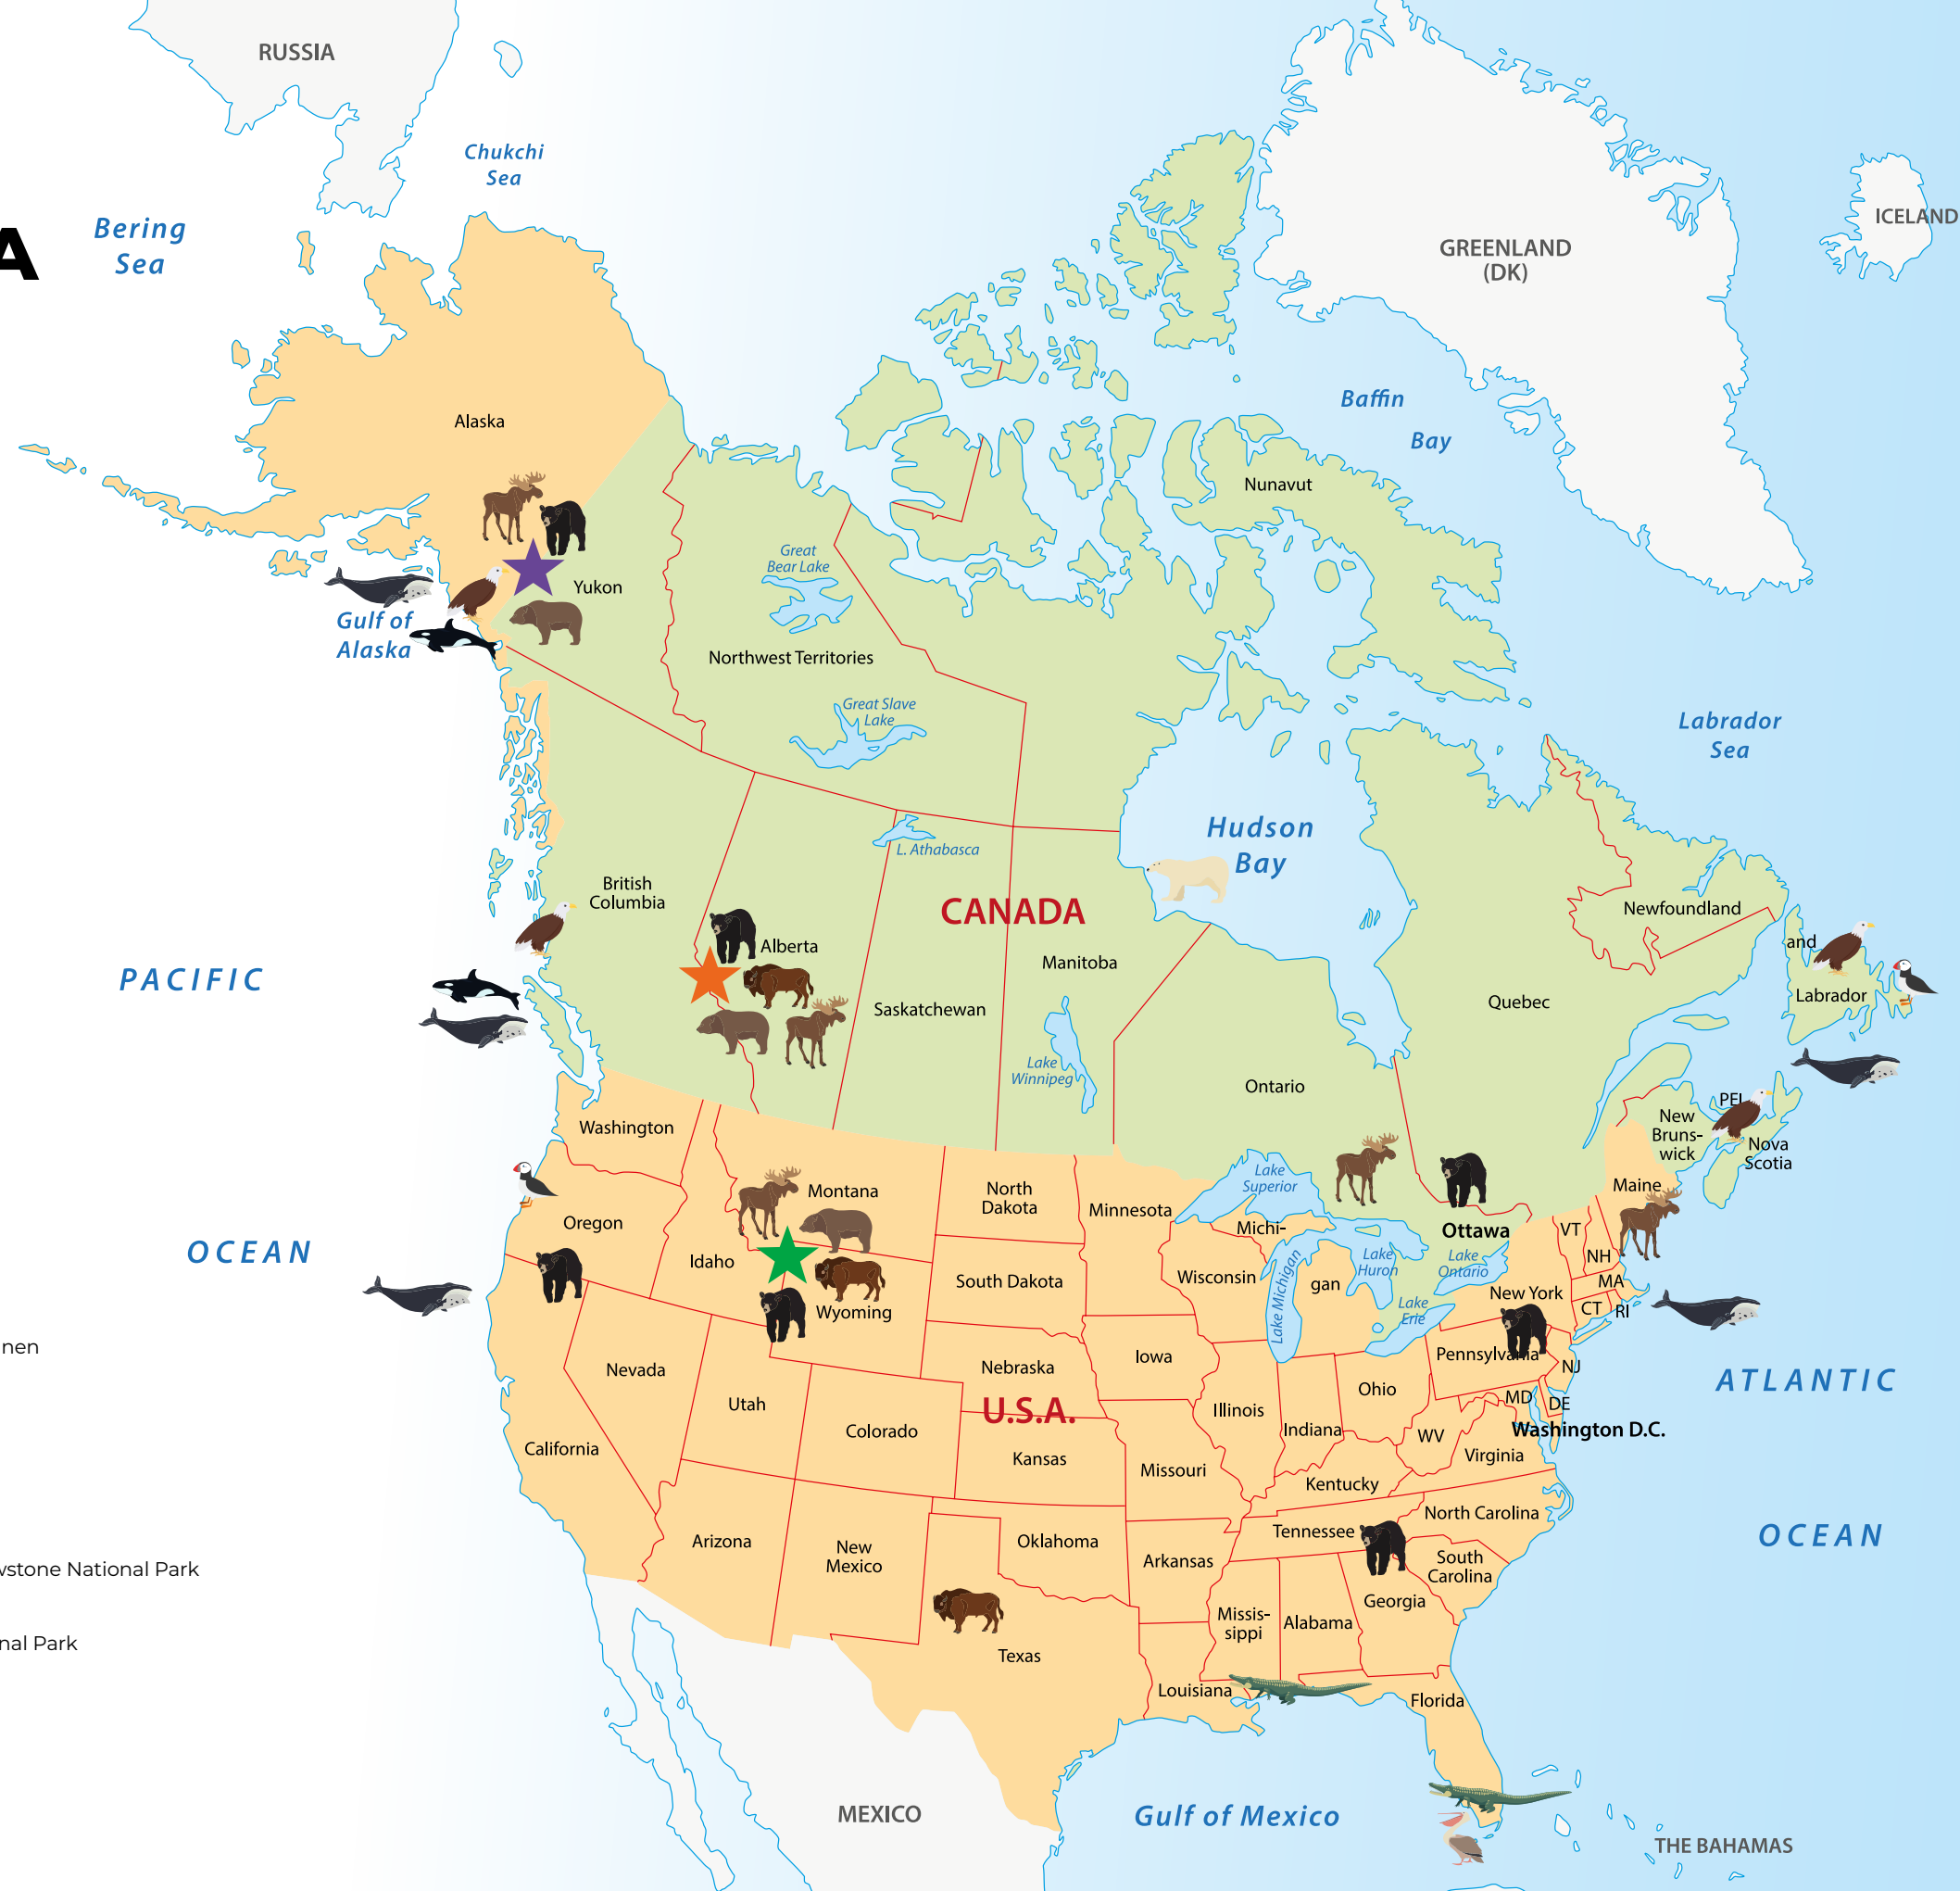 RUSSIA
Chukchi
Sea
Bering
Sea
A
ICELAND
GREENLAND
(DK)
Baffin
Bay
Alaska
Nunavut
Great
Bear Lake
Yukon
Gulf of
Alaska
Northwest Territories
Great Slave
Lake
Labrador
Sea
Hudson
Bay
L. Athabasca
British
Columbia
CANADA
Newfoundland
and
Labrador
Alberta
Manitoba
PACIFIC
Saskatchewan
Quebec
Lake
Winnipeg
Ontario
PEI
New
Bruns-
wick
Nova
Scotia
Washington
Lake
Superior
Maine
Montana
North
Dakota
Minnesota
Oregon
Michi-
gan
Ottawa
VT
NH
OCEAN
Idaho
Lake
Huron
Lake
Ontario
South Dakota
Wisconsin
Lake Michigan
MA
New York
CT
RI
Wyoming
Lake
Erie
nen
Iowa
Pennsylvania
NJ
Nevada
Nebraska
ATLANTIC
Utah
U.S.A.
Ohio
MD
DE
Illinois
Indiana
Washington D.C.
Colorado
WV
California
Kansas
Virginia
Missouri
Kentucky
North Carolina
OCEAN
Arizona
New
Mexico
Oklahoma
Tennessee
Arkansas
South
Carolina
wstone National Park
Georgia
Missis-
sippi
Alabama
nal Park
Texas
Louisiana
Florida
MEXICO
Gulf of Mexico
THE BAHAMAS